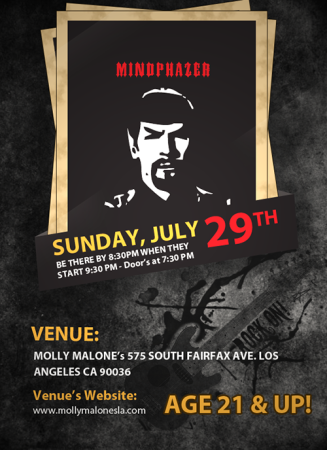 MINDPHAZER
SUNDAY, JULY 29TH
BE THERE BY 8:30PM WHEN THEY
START 9:30 PM - Door's at 7:30 PM
ROCK ON!
VENUE:
MOLLY MALONE's 575 SOUTH FAIRFAX AVE. LOS
ANGELES CA 90036
Venue's Website:
www.mollymalonesla.com
AGE 21 & UP!